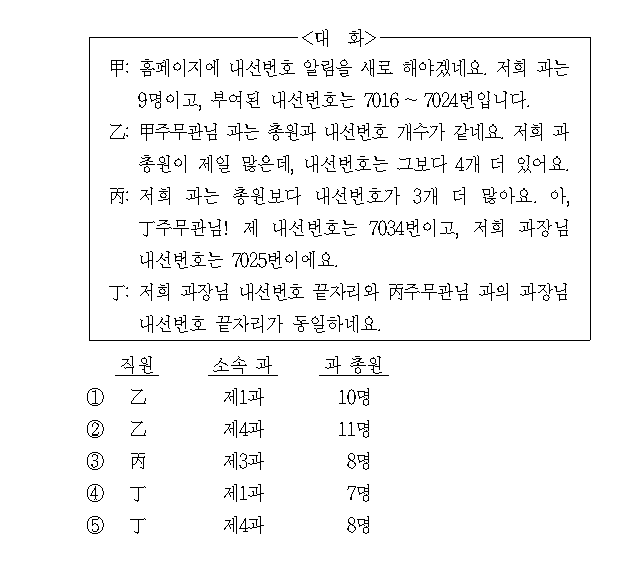 <대 화>
甲: 홈페이지에 내선번호 알림을 새로 해야겠네요. 저희 과는
9명이고, 부여된 내선번호는 7016 ~ 7024번입니다.
乙: 甲주무관님 과는 총원과 내선번호 개수가 같네요. 저희 과
총원이 제일 많은데, 내선번호는 그보다 4개 더 있어요.
丙: 저희 과는 총원보다 내선번호가 3개 더 많아요. 아,
丁주무관님! 제 내선번호는 7034번이고, 저희 과장님
내선번호는 7025번이에요.
丁: 저희 과장님 내선번호 끝자리와 丙주무관님 과의 과장님
내선번호 끝자리가 동일하네요.
직원 소속 과 과 총원
① 乙 제1과 10명
② 乙 제4과 11명
③ 丙 제3과 8명
④ 丁 제1과 7명
⑤ 丁 제4과 8명